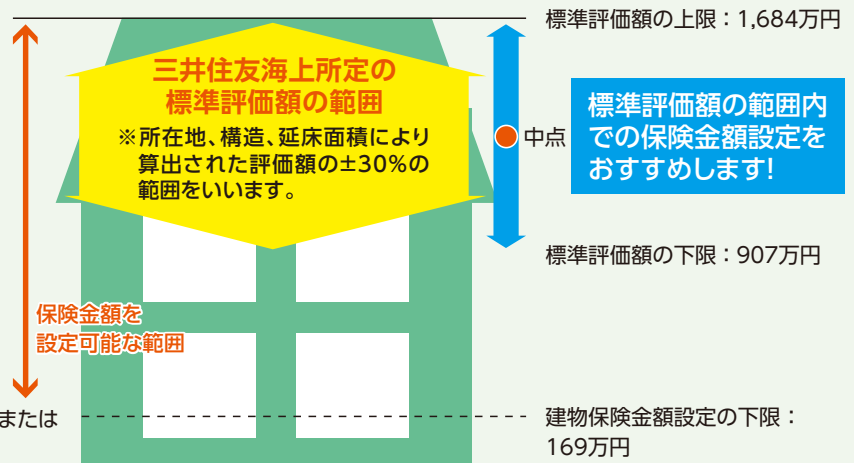 標準評価額の上限：1,684万円
三井住友海上所定の
標準評価額の範囲
※所在地、構造、延床面積により
算出された評価額の±30%の
範囲をいいます。
中点
標準評価額の範囲内
での保険金額設定を
おすすめします!
標準評価額の下限：907万円
保険金額を
設定可能な範囲
または
建物保険金額設定の下限：
169万円